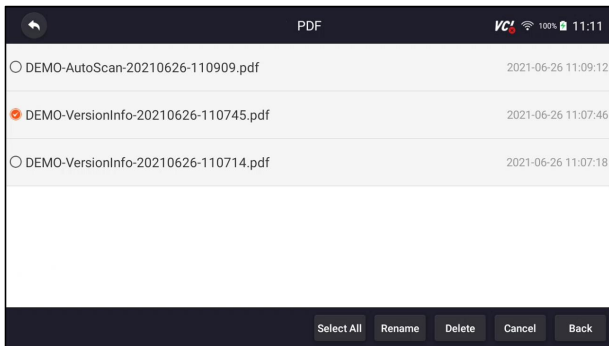 PDF
VCI 100% 11:11
DEMO-AutoScan-20210626-110909.pdf 2021-06-26 11:09:12
DEMO-VersionInfo-20210626-110745.pdf 2021-06-26 11:07:46
DEMO-VersionInfo-20210626-110714.pdf 2021-06-26 11:07:18
Select All Rename Delete Cancel Back